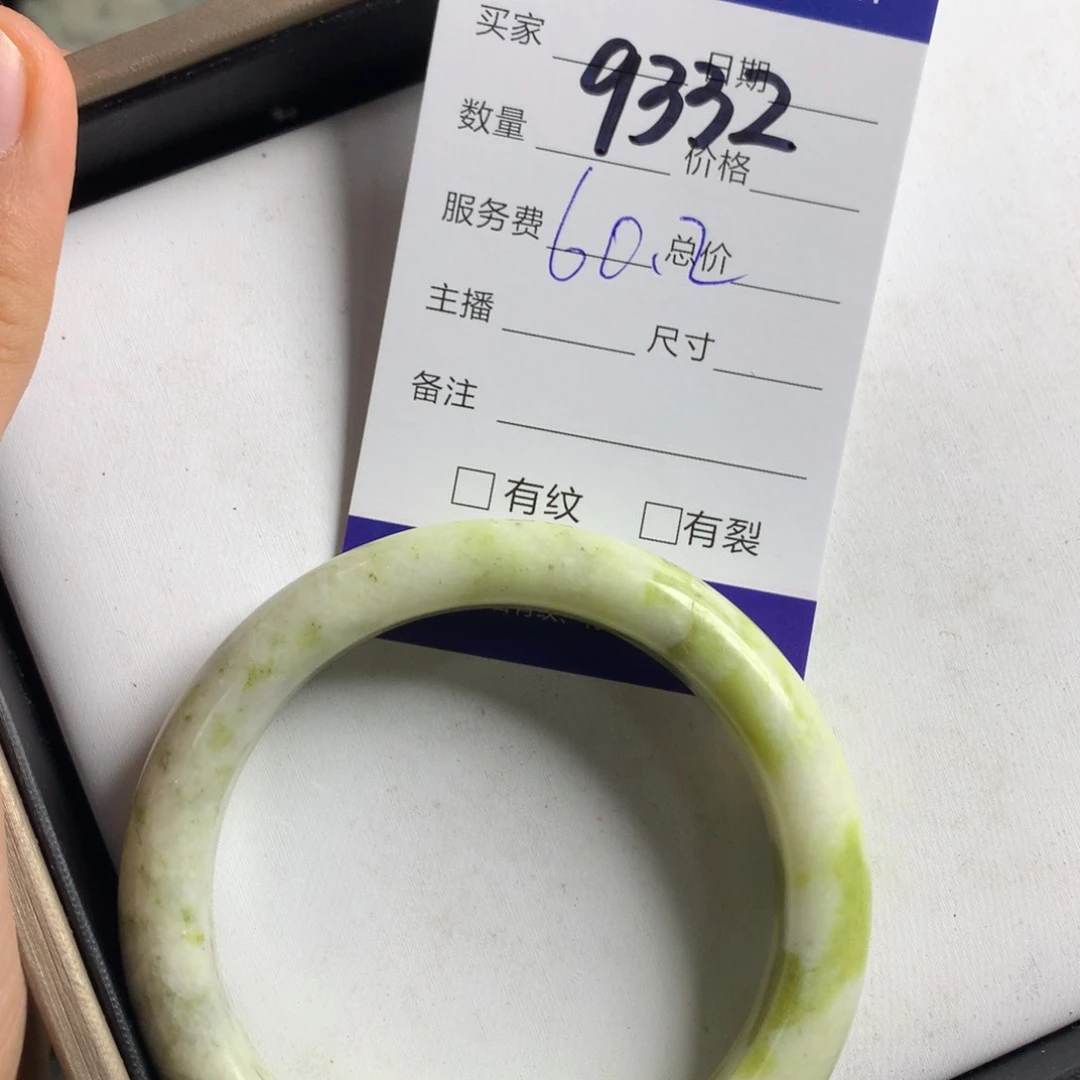 买家 日期
9332
数量 价格
服务费 60.2 总价
主播 尺寸
备注
□ 有纹 □有裂